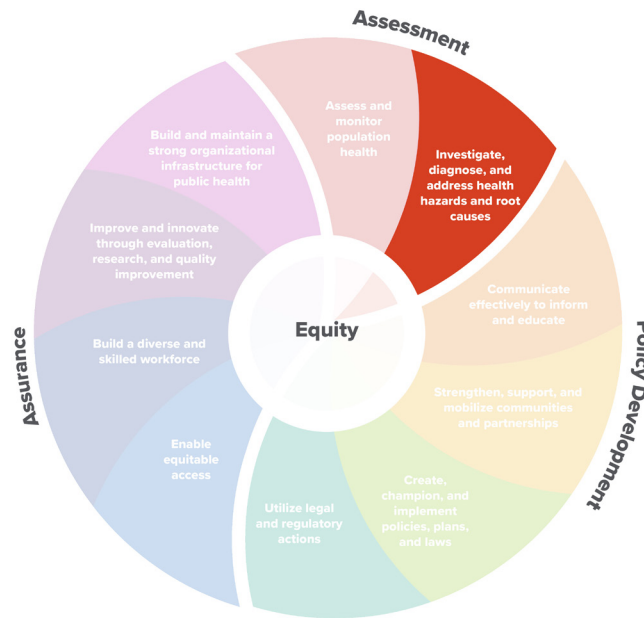 Assessment
Assess and
monitor
population
health
Investigate,
diagnose, and
address health
hazards and root
causes
Communicate
effectively to inform
and educate
Strengthen, support, and
mobilize communities
and partnerships
Create,
champion, and
implement
policies, plans,
and laws
Policy Development
Utilize legal
and regulatory
actions
Enable
equitable
access
Build a diverse and
skilled workforce
Improve and innovate
through evaluation,
research, and quality
improvement
Build and maintain a
strong organizational
infrastructure for
public health
Assurance
Equity